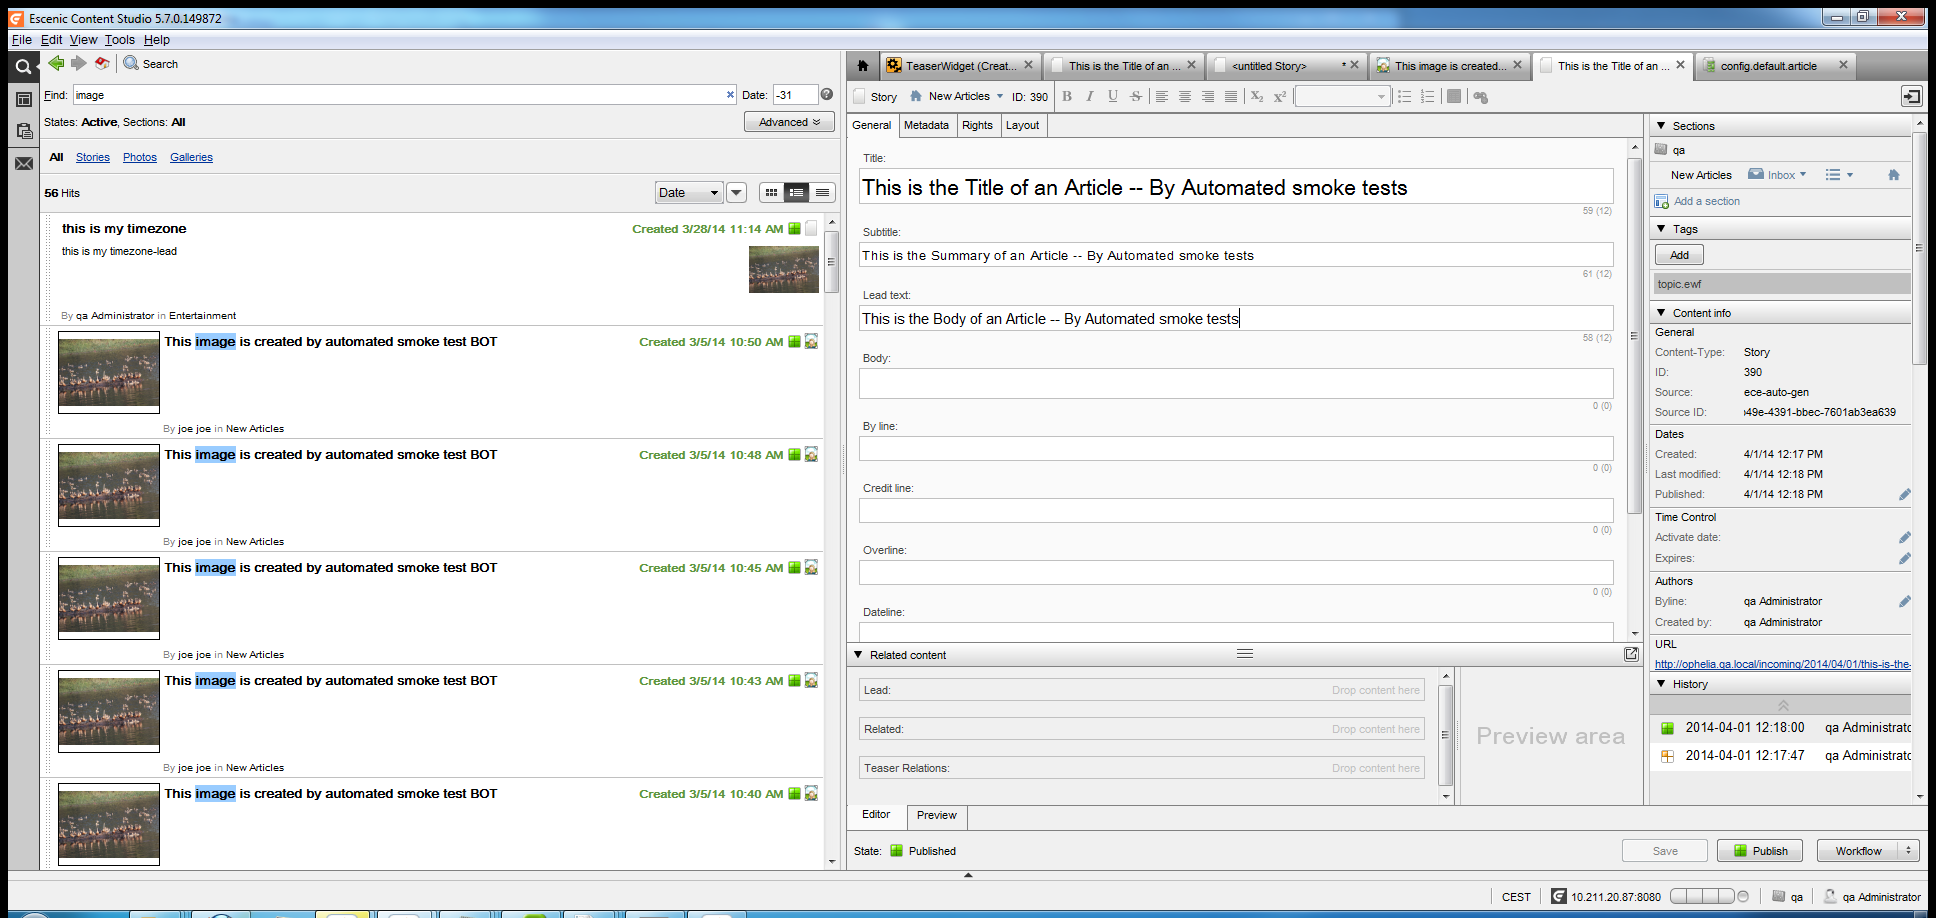 Escenic Content Studio 5.7.0.149872
File Edit View Tools Help
Search
Find: image Date: -31
States: Active, Sections: All
Advanced
All Stories Photos Galleries
56 Hits
Date
this is my timezone Created 3/28/14 11:14 AM
this is my timezone-lead
By qa Administrator in Entertainment
This image is created by automated smoke test BOT Created 3/5/14 10:50 AM
By joe joe in New Articles
This image is created by automated smoke test BOT Created 3/5/14 10:48 AM
By joe joe in New Articles
This image is created by automated smoke test BOT Created 3/5/14 10:45 AM
By joe joe in New Articles
This image is created by automated smoke test BOT Created 3/5/14 10:43 AM
By joe joe in New Articles
This image is created by automated smoke test BOT Created 3/5/14 10:40 AM
TeaserWidget (Creat... This is the Title of an ... <untitled Story> * This image is created... This is the Title of an ... config.default.article
Story New Articles ID: 390 B I U S X2 X2
General Metadata Rights Layout
Title:
This is the Title of an Article -- By Automated smoke tests
59 (12)
Subtitle:
This is the Summary of an Article -- By Automated smoke tests
61 (12)
Lead text:
This is the Body of an Article -- By Automated smoke tests
58 (12)
Body:
0 (0)
By line:
0 (0)
Credit line:
0 (0)
Overline:
0 (0)
Dateline:
Related content
Lead: Drop content here
Related: Drop content here
Teaser Relations: Drop content here
Preview area
Editor Preview
State: Published
Save Publish Workflow
Sections
qa
New Articles Inbox
Add a section
Tags
Add
topic.ewf
Content info
General
Content-Type: Story
ID: 390
Source: ece-auto-gen
Source ID: 49e-4391-bbec-7601ab3ea639
Dates
Created: 4/1/14 12:17 PM
Last modified: 4/1/14 12:18 PM
Published: 4/1/14 12:18 PM
Time Control
Activate date:
Expires:
Authors
Byline: qa Administrator
Created by: qa Administrator
URL
http://ophelia.qa.local/incoming/2014/04/01/this-is-the-
History
2014-04-01 12:18:00 qa Administrato
2014-04-01 12:17:47 qa Administrato
CEST 10.211.20.87:8080 qa qa Administrator